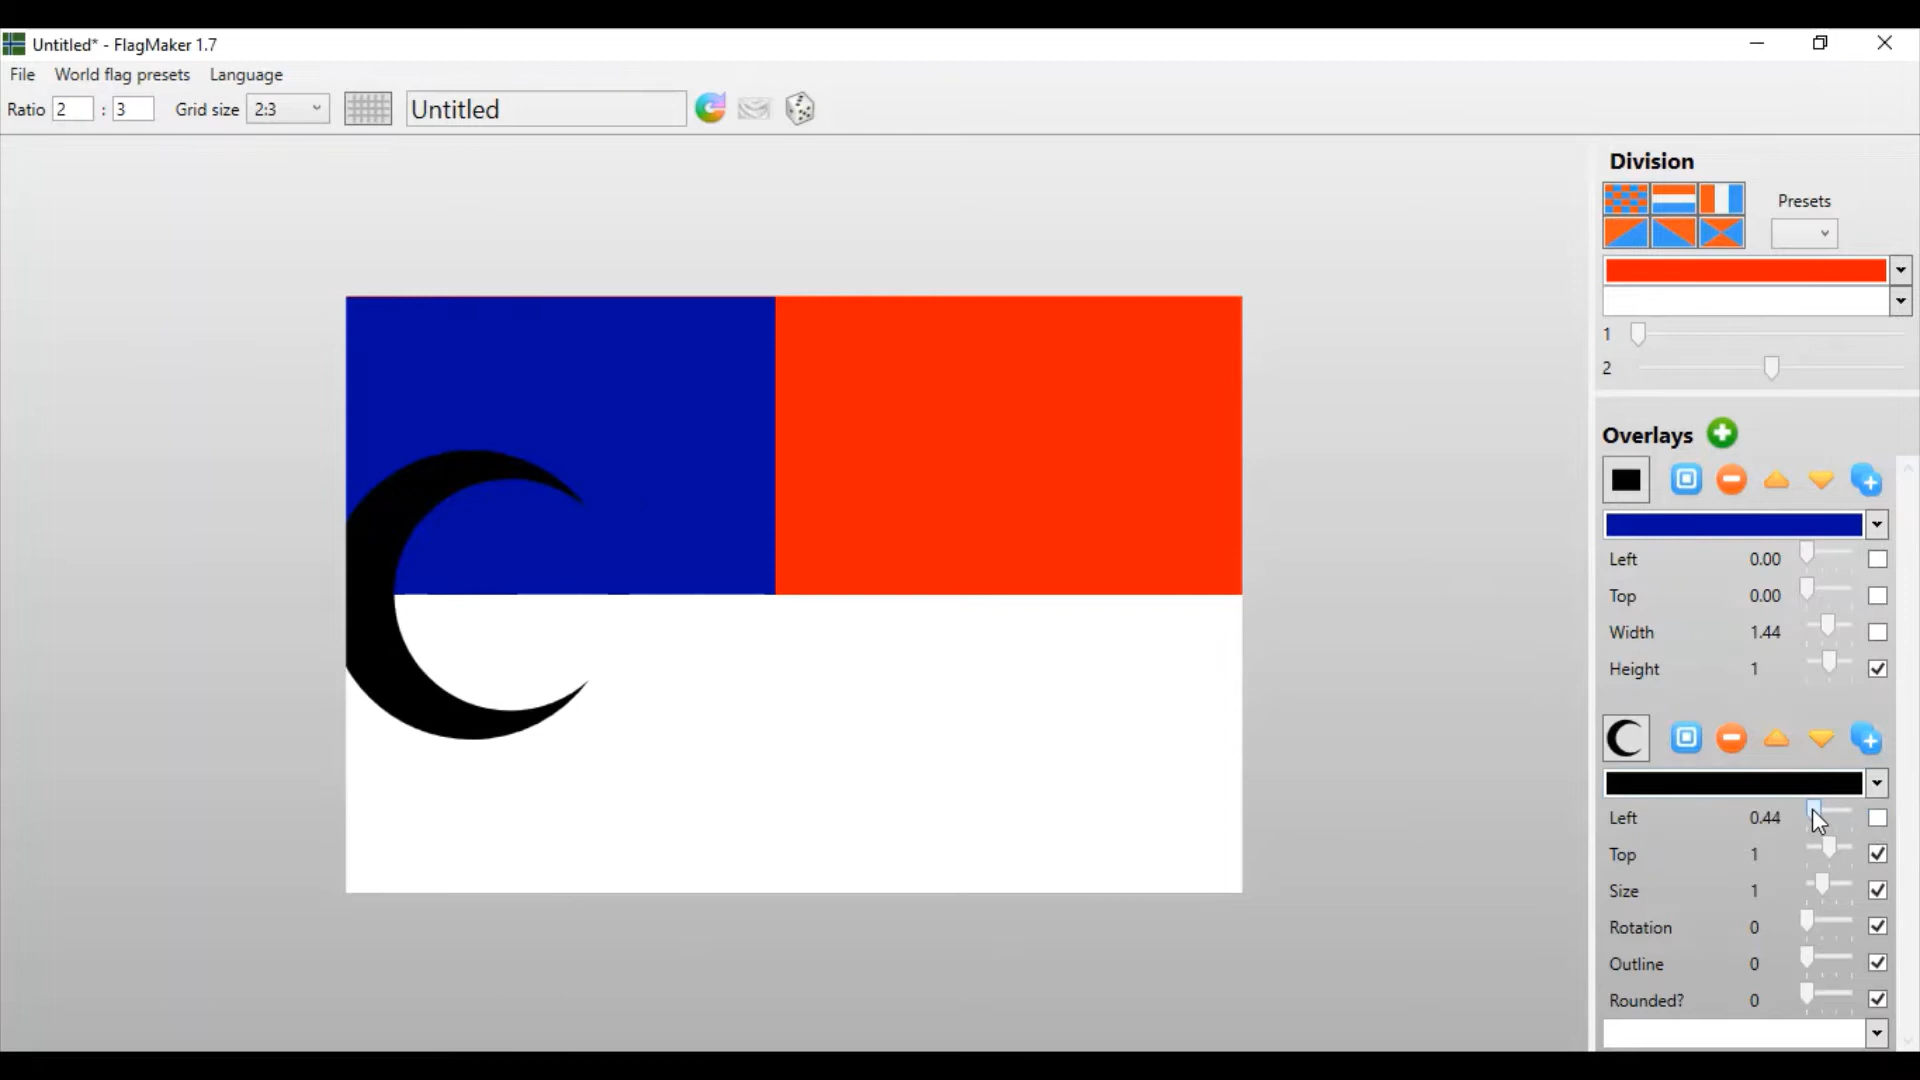 Untitled* - FlagMaker 1.7
File World flag presets Language
Ratio 2 : 3 Grid size 2:3 Untitled
Division
Presets
1
2
Overlays
Left 0.00
Top 0.00
Width 1.44
Height 1
Left 0.44
Top 1
Size 1
Rotation 0
Outline 0
Rounded? 0